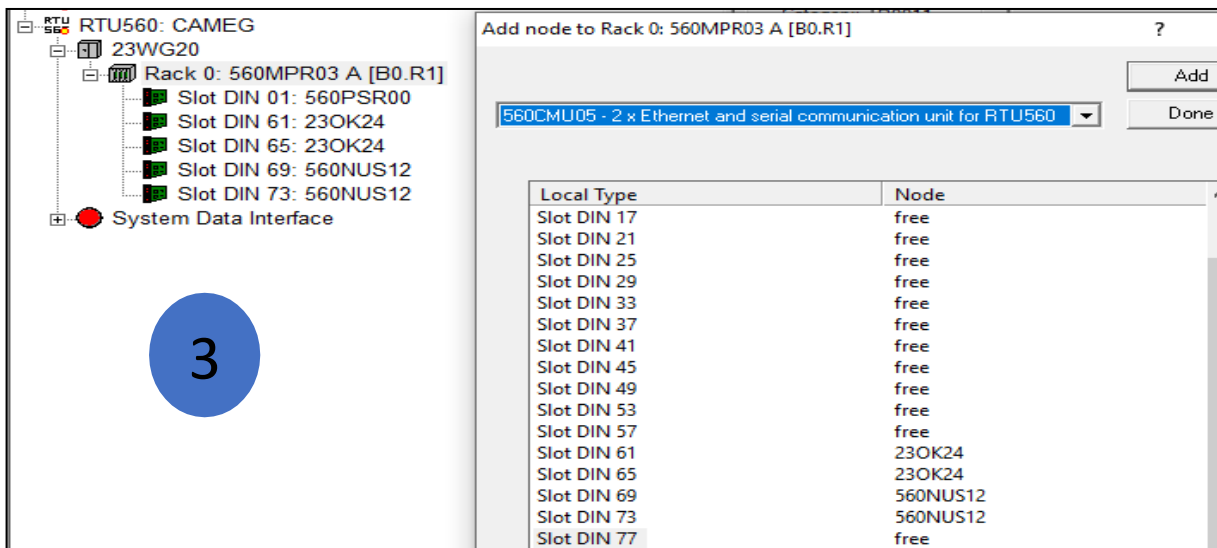 RTU560: CAMEG
23WG20
Rack 0: 560MPR03 A [B0.R1]
Slot DIN 01: 560PSR00
Slot DIN 61: 23OK24
Slot DIN 65: 23OK24
Slot DIN 69: 560NUS12
Slot DIN 73: 560NUS12
System Data Interface
3
Add node to Rack 0: 560MPR03 A [B0.R1] ?
Add
560CMU05 - 2 x Ethernet and serial communication unit for RTU560
Done
Local Type Node
Slot DIN 17 free
Slot DIN 21 free
Slot DIN 25 free
Slot DIN 29 free
Slot DIN 33 free
Slot DIN 37 free
Slot DIN 41 free
Slot DIN 45 free
Slot DIN 49 free
Slot DIN 53 free
Slot DIN 57 free
Slot DIN 61 23OK24
Slot DIN 65 23OK24
Slot DIN 69 560NUS12
Slot DIN 73 560NUS12
Slot DIN 77 free